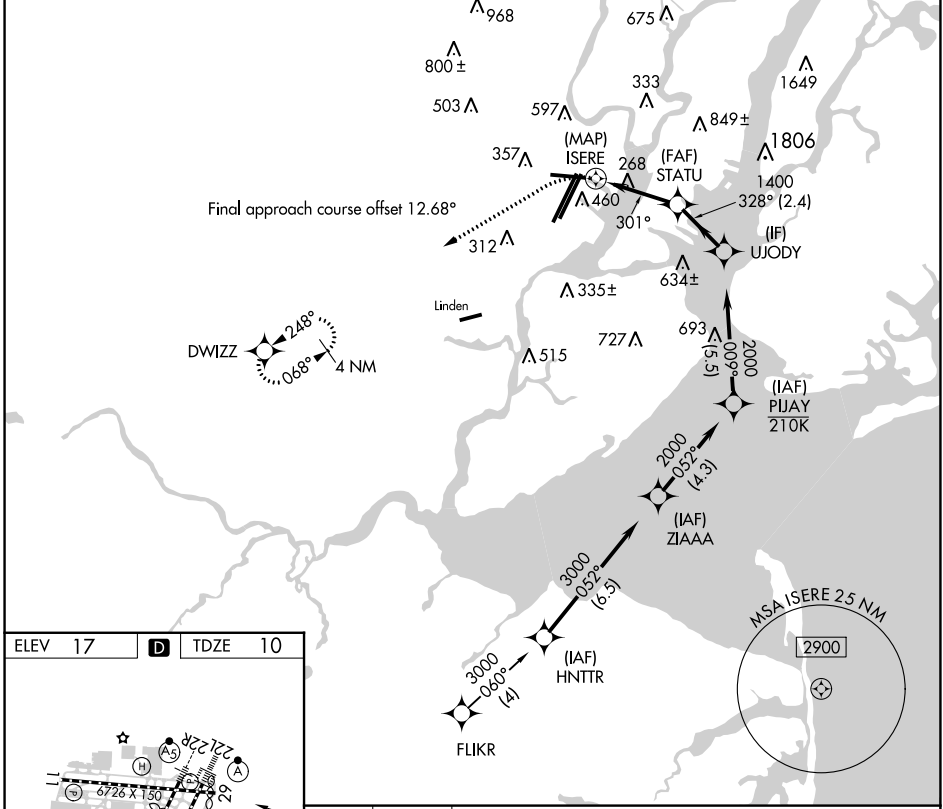 968
675
800 ±
1649
503
333
597
849±
(MAP)
ISERE
1806
357
268
(FAF)
STATU
1400
328° (2.4)
460
301°
Final approach course offset 12.68°
(IF)
UJODY
312
634±
335±
Linden
248°
DWIZZ
068°
4 NM
515
727
693
2000
009°
(5.5)
(IAF)
PIJAY
210K
2000
052°
(4.3)
(IAF)
ZIAAA
3000
052°
(6.5)
MSA ISERE 25 NM
2900
(IAF)
HNTTR
3000
060°
(4)
FLIKR
ELEV 17
D
TDZE 10
A5
22R
22L
A
H
P
11
6726 X 150
29